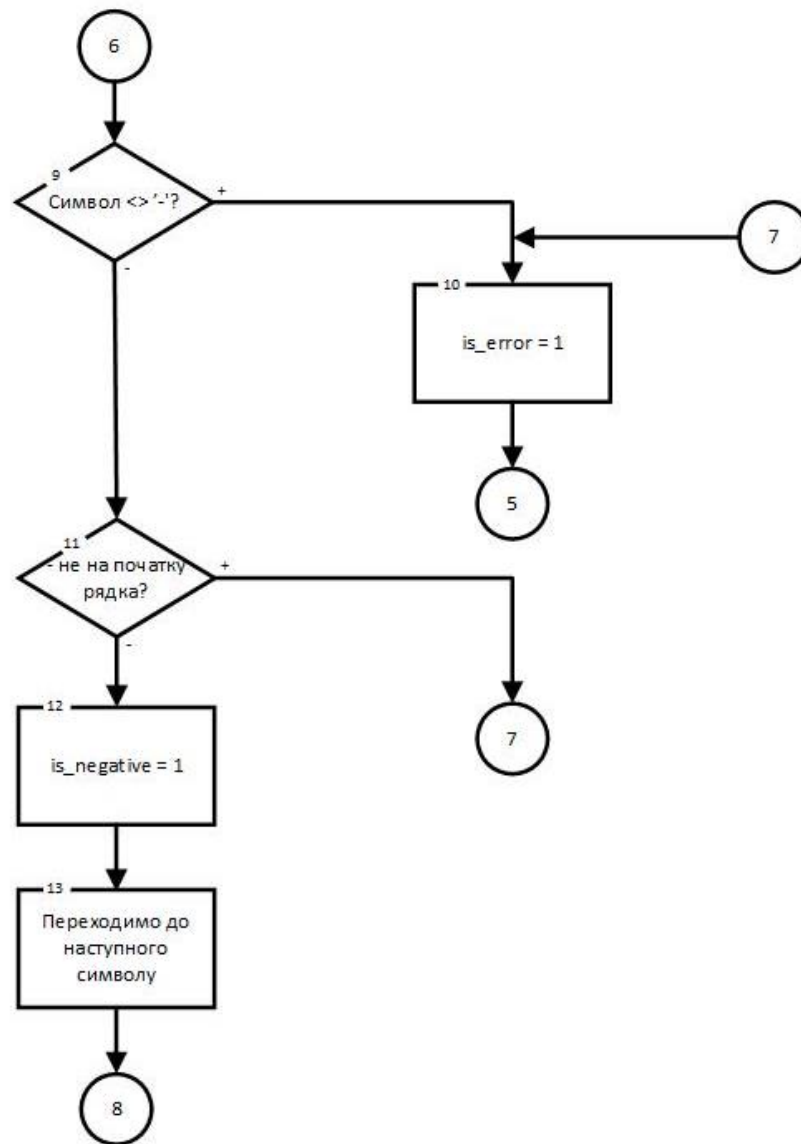 6
9
Символ <> '-'?
+
-
7
10
is_error = 1
5
11
- не на початку
рядка?
+
-
12
is_negative = 1
7
13
Переходимо до
наступного
символу
8